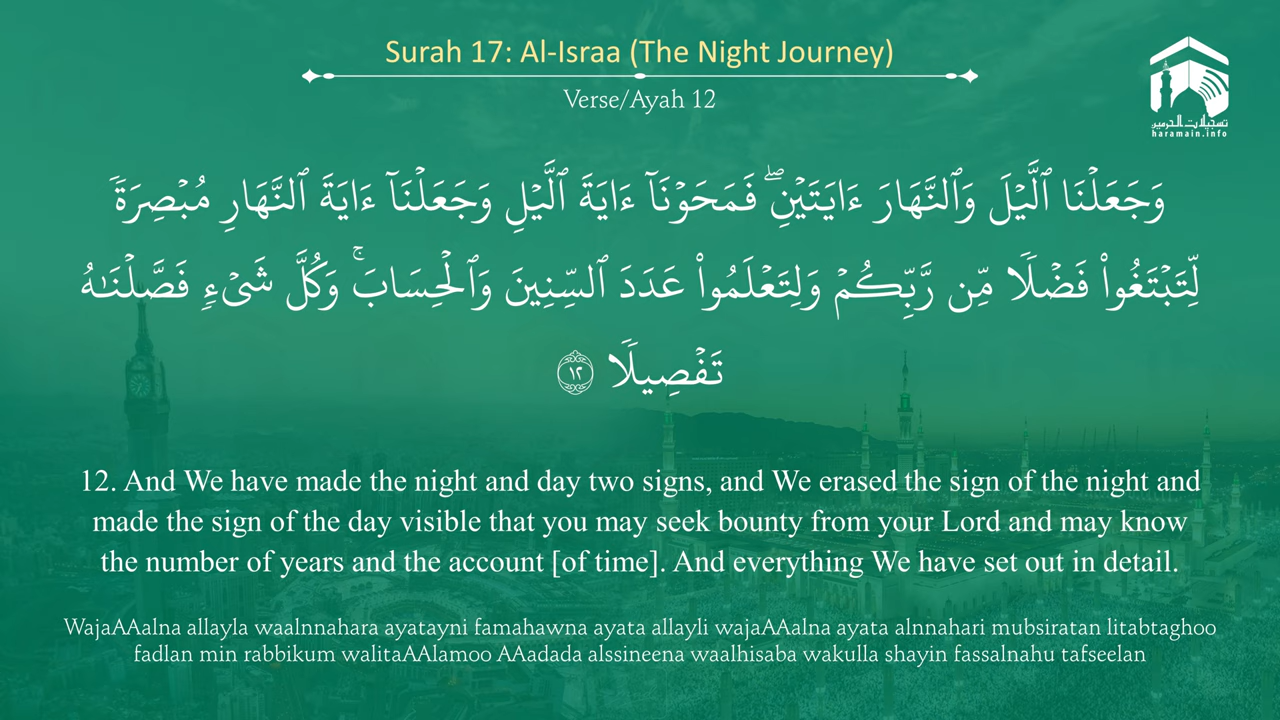 Surah 17: Al-Israa (The Night Journey)
Verse/Ayah 12
تسجيلات الحرمين
haramain.info
وَجَعَلْنَا ٱلَّيْلَ وَٱلنَّهَارَ ءَايَتَيْنِ ۖ فَمَحَوْنَآ ءَايَةَ ٱلَّيْلِ وَجَعَلْنَآ ءَايَةَ ٱلنَّهَارِ مُبْصِرَةً
لِّتَبْتَغُوا۟ فَضْلًا مِّن رَّبِّكُمْ وَلِتَعْلَمُوا۟ عَدَدَ ٱلسِّنِينَ وَٱلْحِسَابَ ۚ وَكُلَّ شَىْءٍ فَصَّلْنَـٰهُ
تَفْصِيلًا ١٢
12. And We have made the night and day two signs, and We erased the sign of the night and
made the sign of the day visible that you may seek bounty from your Lord and may know
the number of years and the account [of time]. And everything We have set out in detail.
WajaAAalna allayla waalnnahara ayatayni famahawna ayata allayli wajaAAalna ayata alnnahari mubsiratan litabtaghoo
fadlan min rabbikum walitaAAlamoo AAadada alssineena waalhisaba wakulla shayin fassalnahu tafseelan